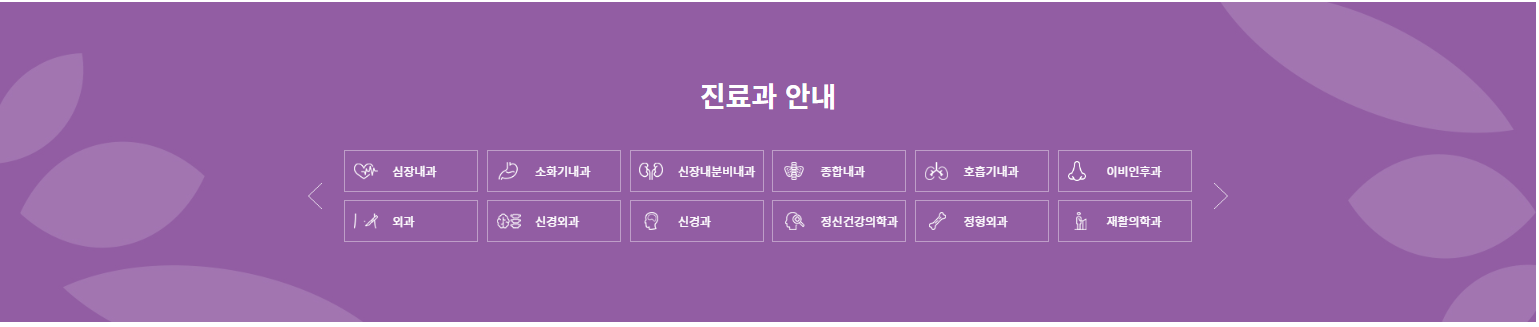 진료과 안내
심장내과 소화기내과 신장내분비내과 종합내과 호흡기내과 이비인후과
외과 신경외과 신경과 정신건강의학과 정형외과 재활의학과